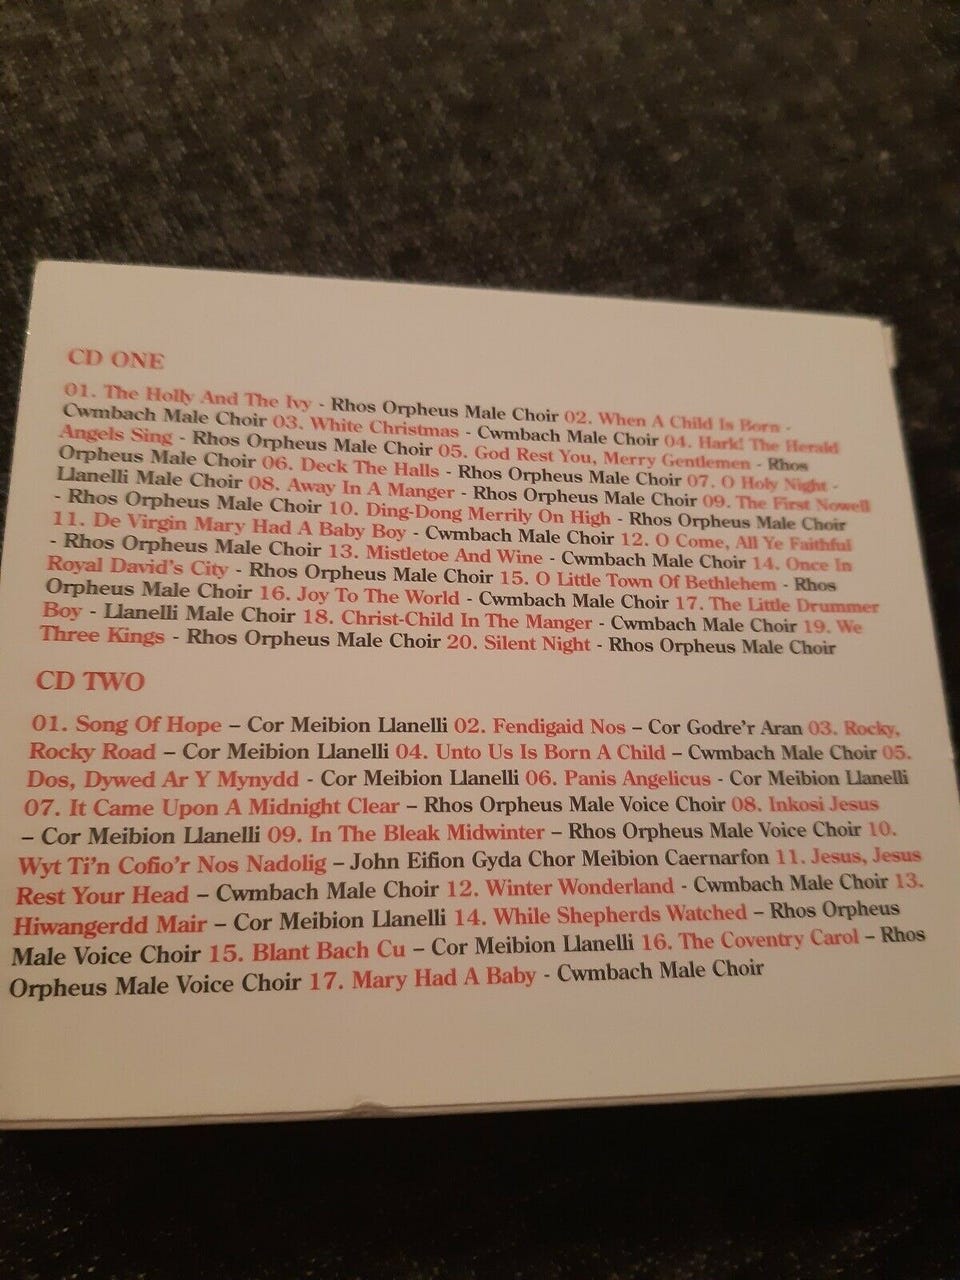 CD ONE
01. The Holly And The Ivy - Rhos Orpheus Male Choir 02. When A Child Is Born -
Cwmbach Male Choir 03. White Christmas - Cwmbach Male Choir 04. Hark! The Herald
Angels Sing - Rhos Orpheus Male Choir 05. God Rest You, Merry Gentlemen - Rhos
Orpheus Male Choir 06. Deck The Halls - Rhos Orpheus Male Choir 07. O Holy Night -
Llanelli Male Choir 08. Away In A Manger - Rhos Orpheus Male Choir 09. The First Nowell
- Rhos Orpheus Male Choir 10. Ding-Dong Merrily On High - Rhos Orpheus Male Choir
11. De Virgin Mary Had A Baby Boy - Cwmbach Male Choir 12. O Come, All Ye Faithful
- Rhos Orpheus Male Choir 13. Mistletoe And Wine - Cwmbach Male Choir 14. Once In
Royal David's City - Rhos Orpheus Male Choir 15. O Little Town Of Bethlehem - Rhos
Orpheus Male Choir 16. Joy To The World - Cwmbach Male Choir 17. The Little Drummer
Boy - Llanelli Male Choir 18. Christ-Child In The Manger - Cwmbach Male Choir 19. We
Three Kings - Rhos Orpheus Male Choir 20. Silent Night - Rhos Orpheus Male Choir
CD TWO
01. Song Of Hope – Cor Meibion Llanelli 02. Fendigaid Nos – Cor Godre'r Aran 03. Rocky,
Rocky Road – Cor Meibion Llanelli 04. Unto Us Is Born A Child – Cwmbach Male Choir 05.
Dos, Dywed Ar Y Mynydd - Cor Meibion Llanelli 06. Panis Angelicus - Cor Meibion Llanelli
07. It Came Upon A Midnight Clear – Rhos Orpheus Male Voice Choir 08. Inkosi Jesus
– Cor Meibion Llanelli 09. In The Bleak Midwinter – Rhos Orpheus Male Voice Choir 10.
Wyt Ti'n Cofio'r Nos Nadolig – John Eifion Gyda Chor Meibion Caernarfon 11. Jesus, Jesus
Rest Your Head – Cwmbach Male Choir 12. Winter Wonderland - Cwmbach Male Choir 13.
Hiwangerdd Mair – Cor Meibion Llanelli 14. While Shepherds Watched – Rhos Orpheus
Male Voice Choir 15. Blant Bach Cu – Cor Meibion Llanelli 16. The Coventry Carol – Rhos
Orpheus Male Voice Choir 17. Mary Had A Baby - Cwmbach Male Choir